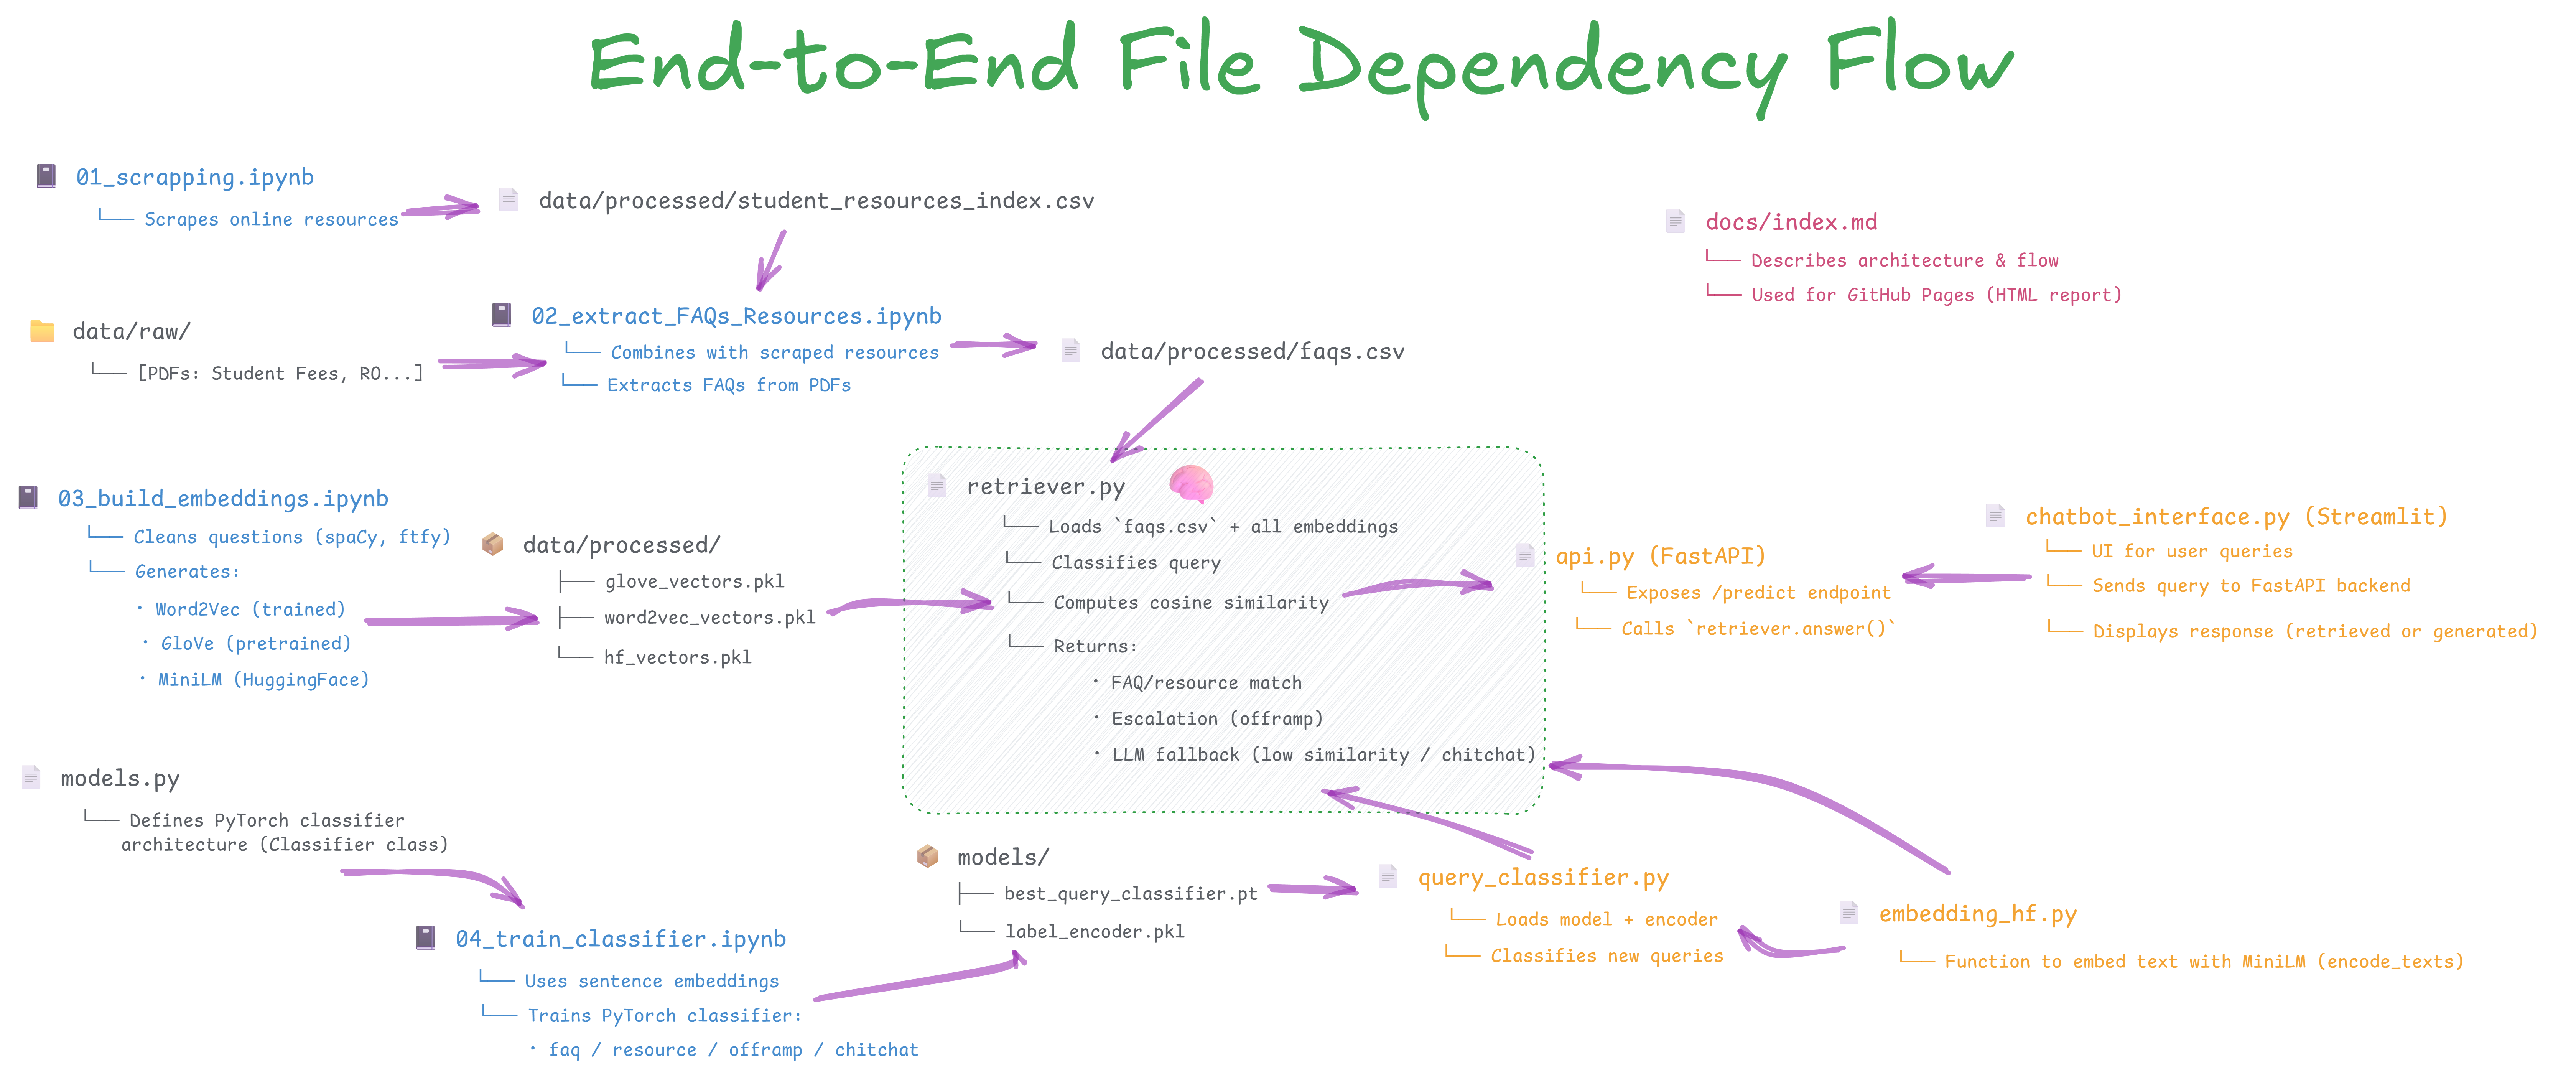 End-to-End File Dependency Flow
01_scrapping.ipynb
└── Scrapes online resources
data/processed/student_resources_index.csv
docs/index.md
└── Describes architecture & flow
└── Used for GitHub Pages (HTML report)
data/raw/
└── [PDFs: Student Fees, RO...]
02_extract_FAQs_Resources.ipynb
└── Combines with scraped resources
└── Extracts FAQs from PDFs
data/processed/faqs.csv
03_build_embeddings.ipynb
└── Cleans questions (spaCy, ftfy)
└── Generates:
· Word2Vec (trained)
· GloVe (pretrained)
· MiniLM (HuggingFace)
data/processed/
├── glove_vectors.pkl
├── word2vec_vectors.pkl
└── hf_vectors.pkl
retriever.py
└── Loads `faqs.csv` + all embeddings
└── Classifies query
└── Computes cosine similarity
└── Returns:
· FAQ/resource match
· Escalation (offramp)
· LLM fallback (low similarity / chitchat)
api.py (FastAPI)
└── Exposes /predict endpoint
└── Calls `retriever.answer()`
chatbot_interface.py (Streamlit)
└── UI for user queries
└── Sends query to FastAPI backend
└── Displays response (retrieved or generated)
models.py
└── Defines PyTorch classifier
architecture (Classifier class)
04_train_classifier.ipynb
└── Uses sentence embeddings
└── Trains PyTorch classifier:
· faq / resource / offramp / chitchat
models/
├── best_query_classifier.pt
└── label_encoder.pkl
query_classifier.py
└── Loads model + encoder
└── Classifies new queries
embedding_hf.py
└── Function to embed text with MiniLM (encode_texts)